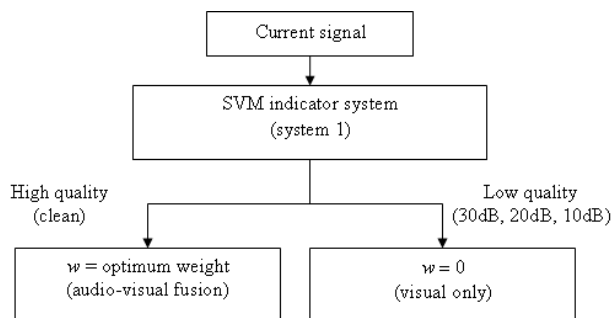 Current signal
SVM indicator system
(system 1)
High quality
(clean)
Low quality
(30dB, 20dB, 10dB)
w = optimum weight
(audio-visual fusion)
w = 0
(visual only)